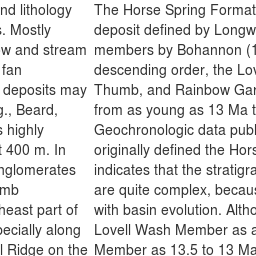 nd lithology
s. Mostly
w and stream
fan
deposits may
g., Beard,
s highly
t 400 m. In
nglomerates
mb
heast part of
pecially along
l Ridge on the
The Horse Spring Format
deposit defined by Longw
members by Bohannon (1
descending order, the Lov
Thumb, and Rainbow Gar
from as young as 13 Ma t
Geochronologic data publ
originally defined the Hors
indicates that the stratigra
are quite complex, becaus
with basin evolution. Altho
Lovell Wash Member as a
Member as 13.5 to 13 Ma